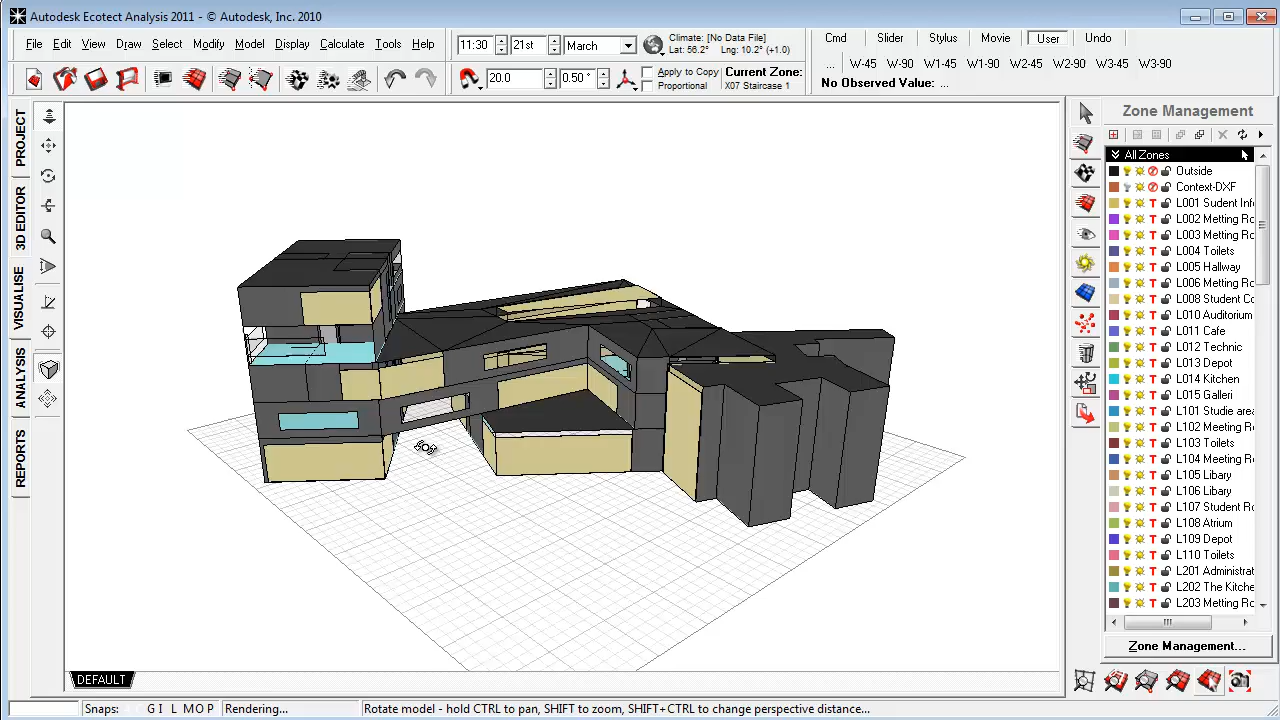 Autodesk Ecotect Analysis 2011 - © Autodesk, Inc. 2010
File Edit View Draw Select Modify Model Display Calculate Tools Help
11:30 21st March
Climate: [No Data File]
Lat: 56.2° Lng: 10.2° (+1.0)
Cmd Slider Stylus Movie User Undo
... W-45 W-90 W1-45 W1-90 W2-45 W2-90 W3-45 W3-90
No Observed Value: ...
20.0 0.50 °
Apply to Copy
Proportional
Current Zone:
X07 Staircase 1
PROJECT
3D EDITOR
VISUALISE
ANALYSIS
REPORTS
Zone Management
All Zones
Outside
Context-DXF
L001 Student Inf
L002 Metting Ro
L003 Metting Ro
L004 Toilets
L005 Hallway
L006 Metting Ro
L008 Student Co
L010 Auditorium
L011 Cafe
L012 Technic
L013 Depot
L014 Kitchen
L015 Galleri
L101 Studie area
L102 Metting Ro
L103 Toilets
L104 Metting Ro
L105 Libary
L106 Libary
L107 Student Ro
L108 Atrium
L109 Depot
L110 Toilets
L201 Administrat
L202 The Kitche
L203 Metting Ro
Zone Management...
DEFAULT
Snaps: G I L M O P Rendering... Rotate model - hold CTRL to pan, SHIFT to zoom, SHIFT+CTRL to change perspective distance...